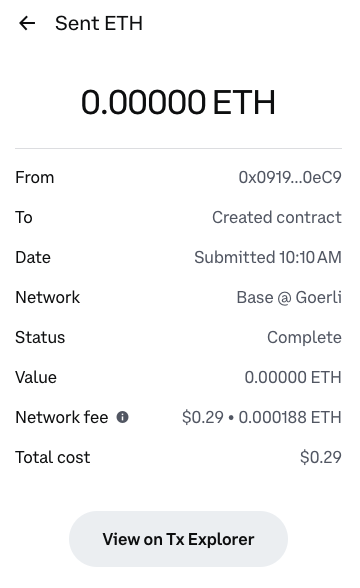 Sent ETH
0.00000 ETH
From 0x0919...0eC9
To Created contract
Date Submitted 10:10 AM
Network Base @ Goerli
Status Complete
Value 0.00000 ETH
Network fee $0.29 • 0.000188 ETH
Total cost $0.29
View on Tx Explorer